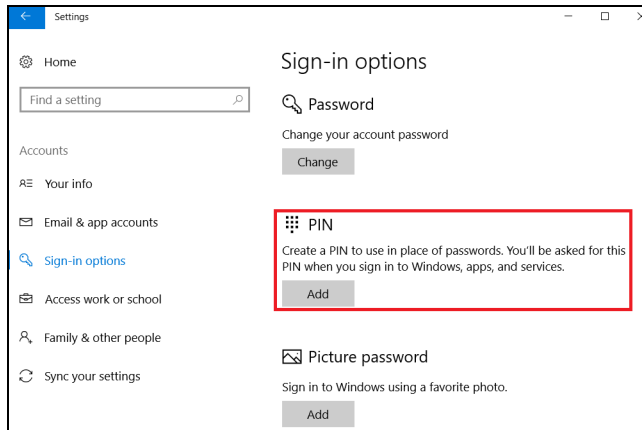 Settings
Home
Find a setting
Accounts
Your info
Email & app accounts
Sign-in options
Access work or school
Family & other people
Sync your settings
Sign-in options
Password
Change your account password
Change
PIN
Create a PIN to use in place of passwords. You'll be asked for this
PIN when you sign in to Windows, apps, and services.
Add
Picture password
Sign in to Windows using a favorite photo.
Add